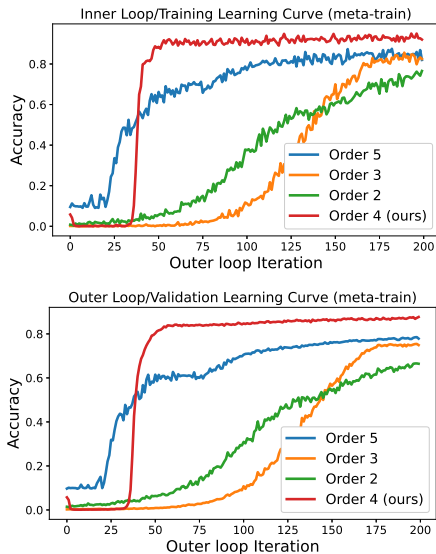 Inner Loop/Training Learning Curve (meta-train)
Accuracy
0.8
0.6
0.4
0.2
0.0
Order 5
Order 3
Order 2
Order 4 (ours)
0 25 50 75 100 125 150 175 200
Outer loop Iteration
Outer Loop/Validation Learning Curve (meta-train)
Accuracy
0.8
0.6
0.4
0.2
0.0
Order 5
Order 3
Order 2
Order 4 (ours)
0 25 50 75 100 125 150 175 200
Outer loop Iteration